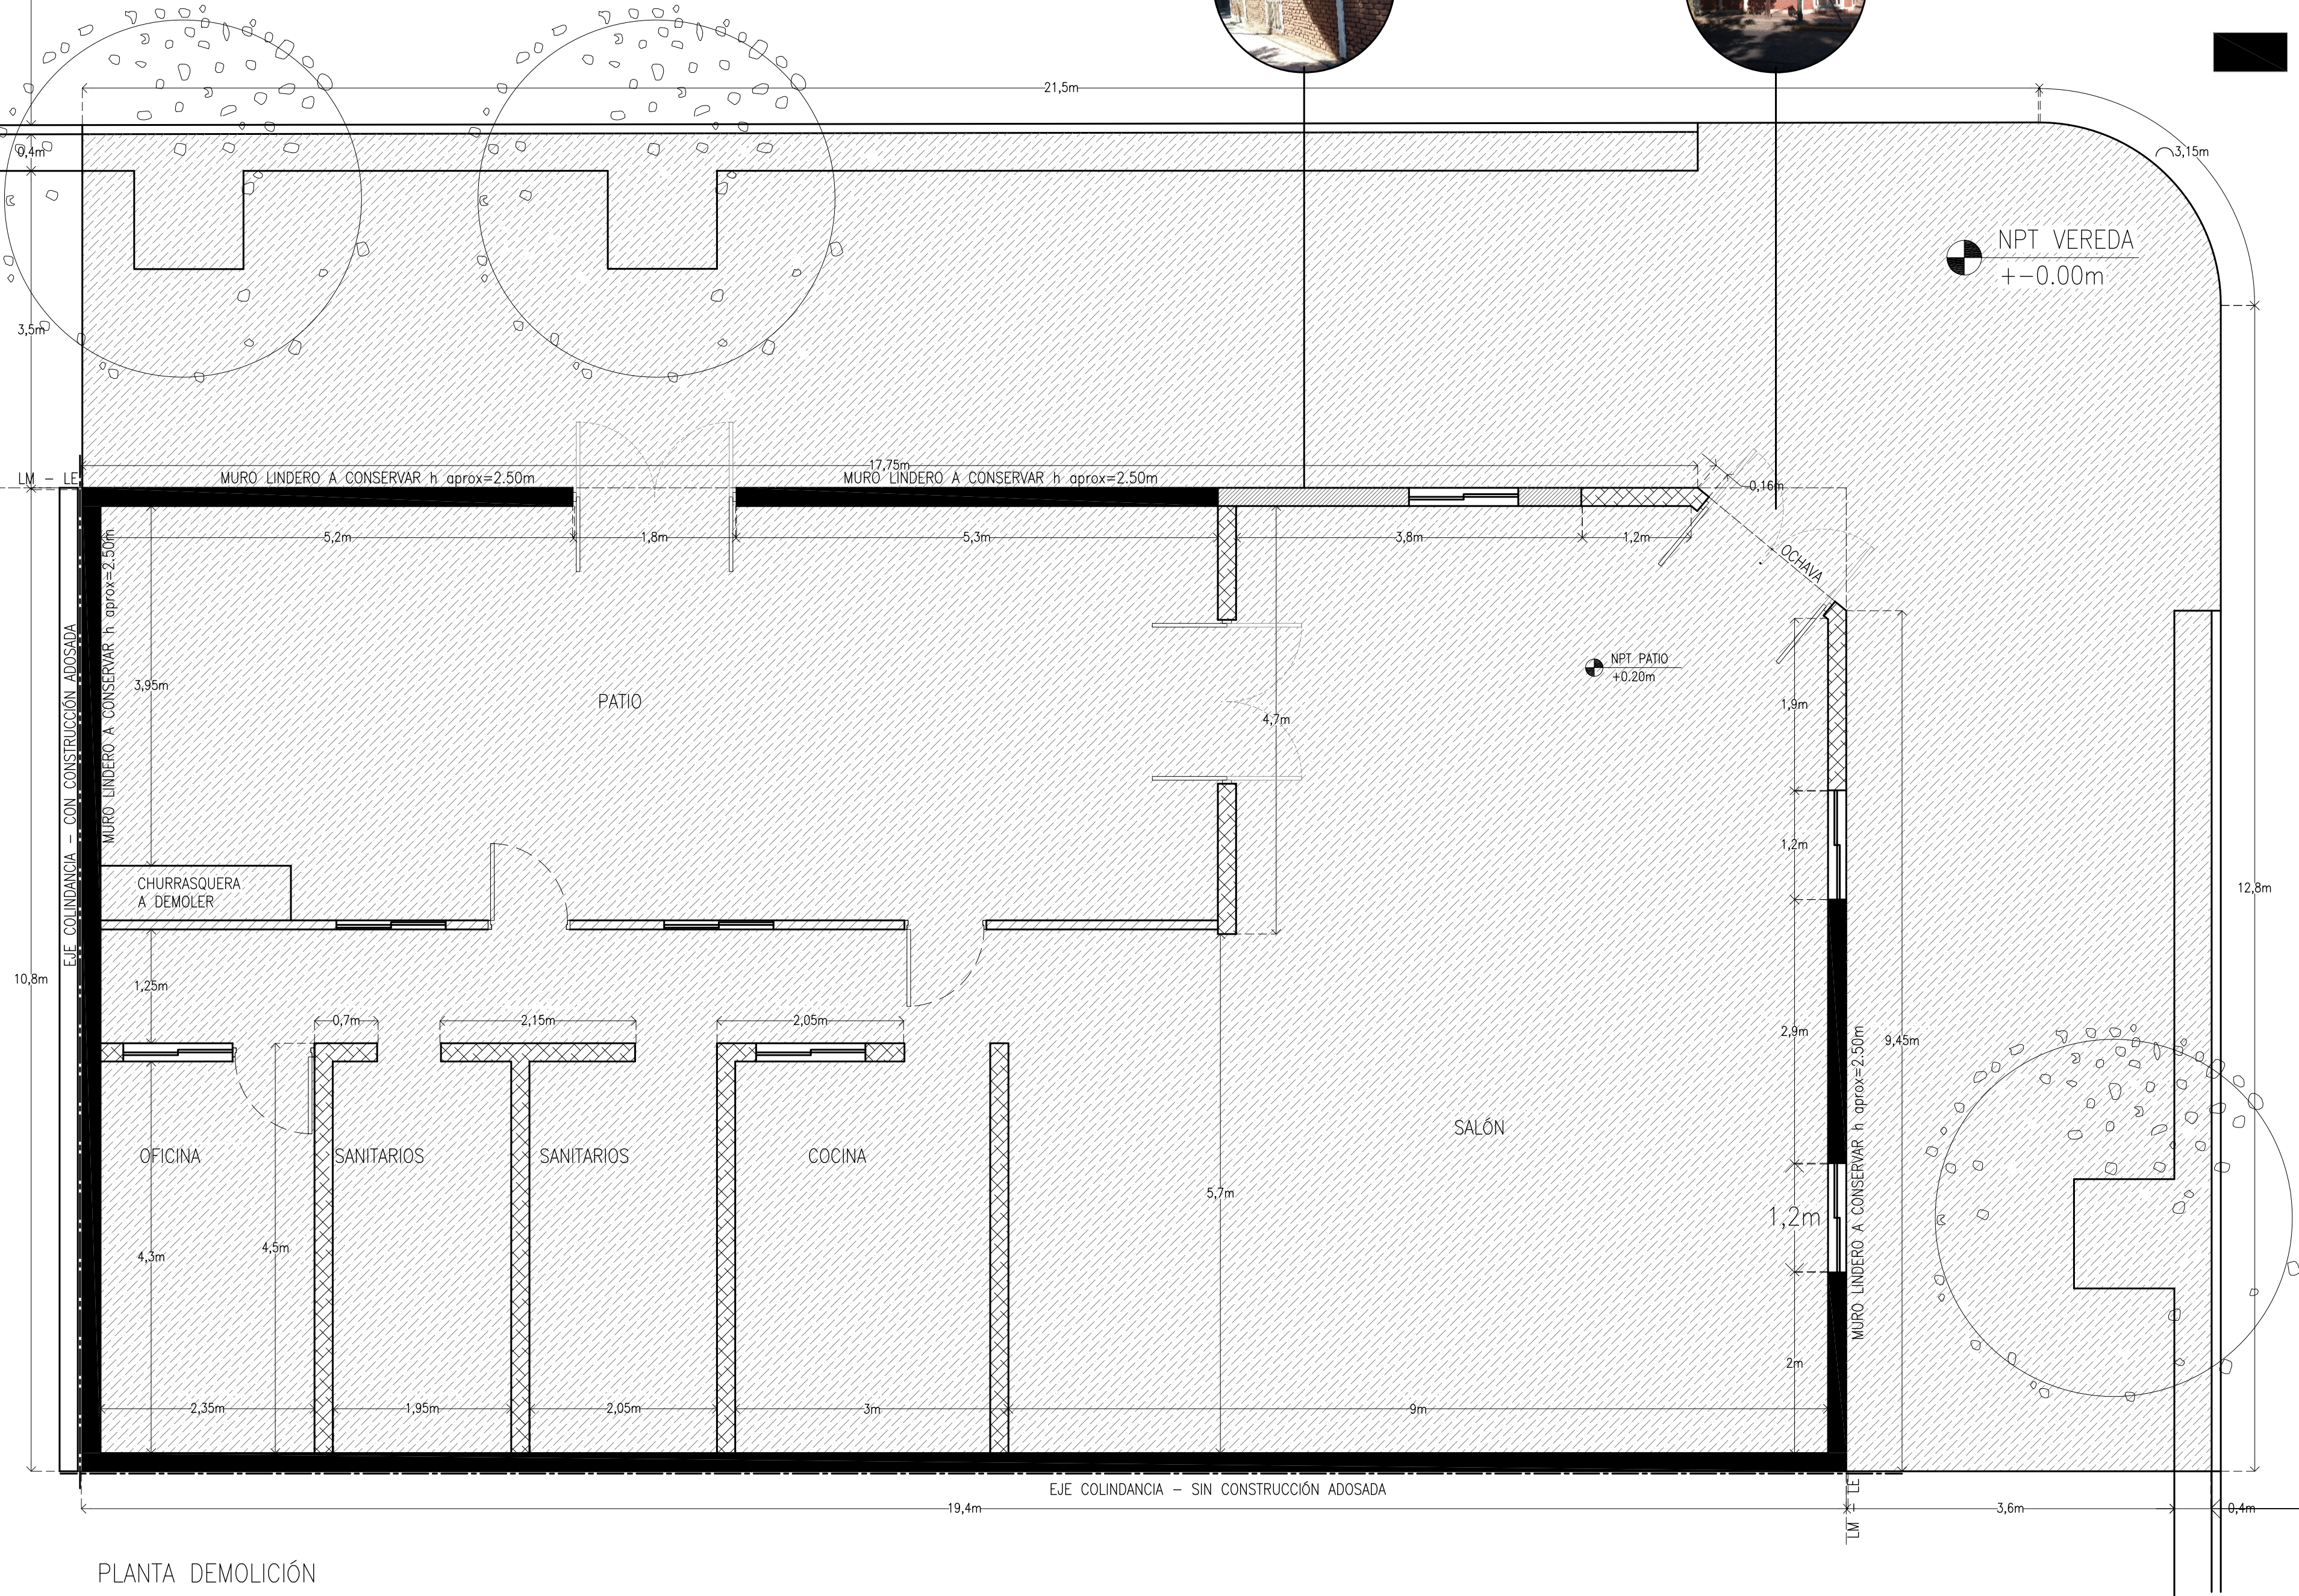 21,5m
0,4m
3,15m
NPT VEREDA
+-0.00m
3,5m
17,75m
LM - LE
MURO LINDERO A CONSERVAR h aprox=2.50m
MURO LINDERO A CONSERVAR h aprox=2.50m
0,16m
5,2m
1,8m
5,3m
3,8m
1,2m
OCHAVA
MURO LINDERO A CONSERVAR h aprox=2.50m
EJE COLINDANCIA - CON CONSTRUCCIÓN ADOSADA
NPT PATIO
+0.20m
3,95m
PATIO
4,7m
1,9m
1,2m
CHURRASQUERA
A DEMOLER
12,8m
10,8m
1,25m
0,7m
2,15m
2,05m
2,9m
9,45m
MURO LINDERO A CONSERVAR h aprox=2.50m
SALÓN
OFICINA
SANITARIOS
SANITARIOS
COCINA
5,7m
1,2m
4,5m
4,3m
2m
2,35m
1,95m
2,05m
3m
9m
EJE COLINDANCIA - SIN CONSTRUCCIÓN ADOSADA
LM - LE
19,4m
3,6m
0,4m
PLANTA DEMOLICIÓN